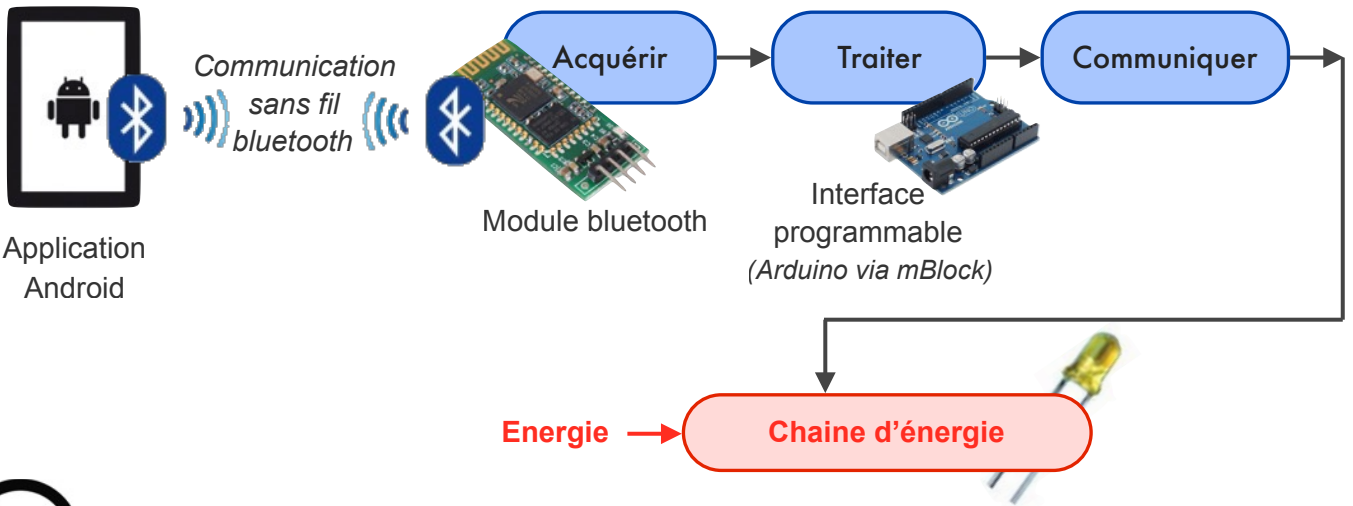 Communication
sans fil
bluetooth
Acquérir
Traiter
Communiquer
Module bluetooth
Interface
programmable
(Arduino via mBlock)
Application
Android
Energie
Chaine d'énergie